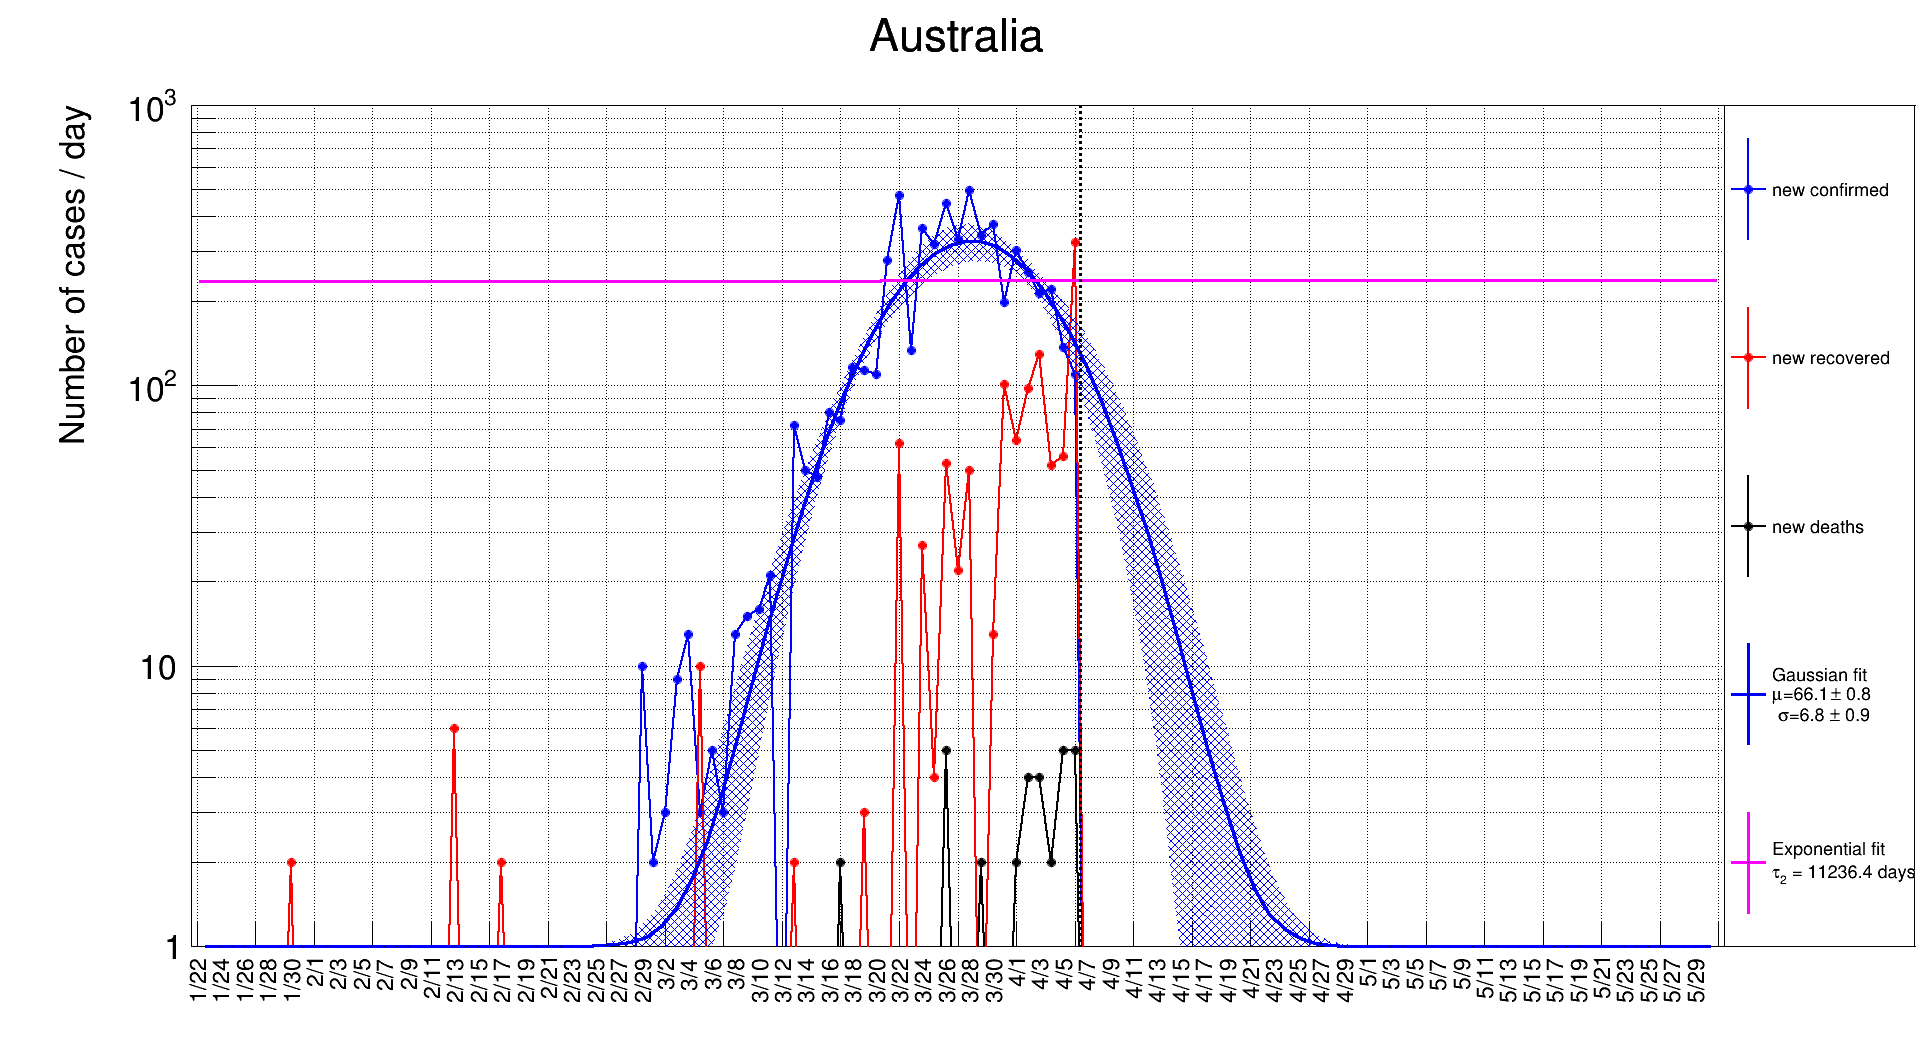 Australia
Number of cases / day
10³
10²
10
1
1/22 1/24 1/26 1/28 1/30 2/1 2/3 2/5 2/7 2/9 2/11 2/13 2/15 2/17 2/19 2/21 2/23 2/25 2/27 2/29 3/2 3/4 3/6 3/8 3/10 3/12 3/14 3/16 3/18 3/20 3/22 3/24 3/26 3/28 3/30 4/1 4/3 4/5 4/7 4/9 4/11 4/13 4/15 4/17 4/19 4/21 4/23 4/25 4/27 4/29 5/1 5/3 5/5 5/7 5/9 5/11 5/13 5/15 5/17 5/19 5/21 5/23 5/25 5/27 5/29
new confirmed
new recovered
new deaths
Gaussian fit
μ=66.1 ± 0.8
σ=6.8 ± 0.9
Exponential fit
τ₂ = 11236.4 days